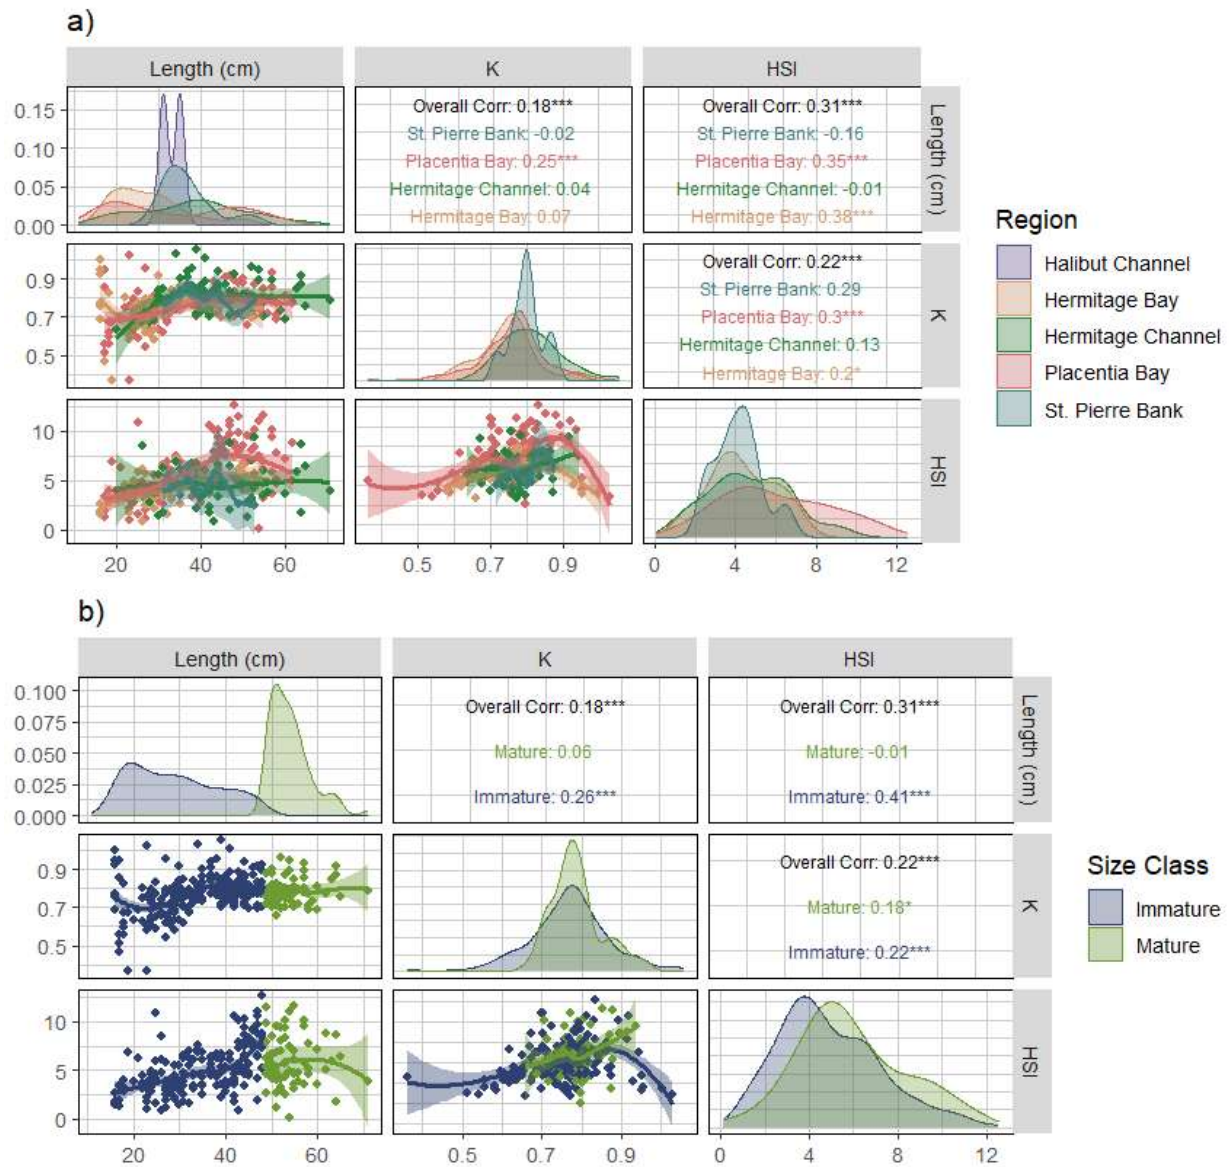 a)
Length (cm)
K
HSI
0.15
0.10
0.05
0.00
Overall Corr: 0.18***
St. Pierre Bank: -0.02
Placentia Bay: 0.25***
Hermitage Channel: 0.04
Hermitage Bay: 0.07
Overall Corr: 0.31***
St. Pierre Bank: -0.16
Placentia Bay: 0.35***
Hermitage Channel: -0.01
Hermitage Bay: 0.38***
Length (cm)
0.9
0.7
0.5
Overall Corr: 0.22***
St. Pierre Bank: 0.29
Placentia Bay: 0.3***
Hermitage Channel: 0.13
Hermitage Bay: 0.2*
K
10
5
0
HSI
20 40 60
0.5 0.7 0.9
0 4 8 12
Region
Halibut Channel
Hermitage Bay
Hermitage Channel
Placentia Bay
St. Pierre Bank
b)
Length (cm)
K
HSI
0.100
0.075
0.050
0.025
0.000
Overall Corr: 0.18***
Mature: 0.06
Immature: 0.26***
Overall Corr: 0.31***
Mature: -0.01
Immature: 0.41***
Length (cm)
0.9
0.7
0.5
Overall Corr: 0.22***
Mature: 0.18*
Immature: 0.22***
K
10
5
0
HSI
20 40 60
0.5 0.7 0.9
0 4 8 12
Size Class
Immature
Mature